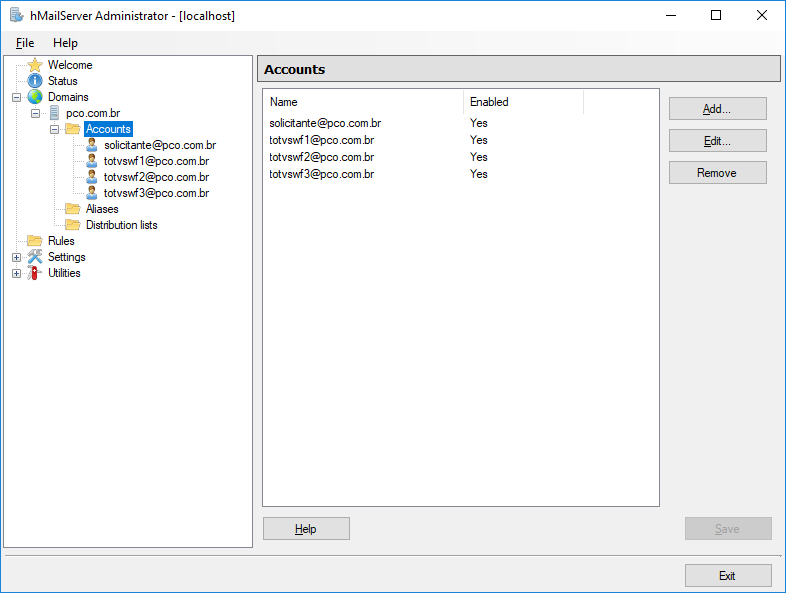 hMailServer Administrator - [localhost]
File Help
Welcome
Status
Domains
pco.com.br
Accounts
solicitante@pco.com.br
totvswf1@pco.com.br
totvswf2@pco.com.br
totvswf3@pco.com.br
Aliases
Distribution lists
Rules
Settings
Utilities
Accounts
Name Enabled
solicitante@pco.com.br Yes
totvswf1@pco.com.br Yes
totvswf2@pco.com.br Yes
totvswf3@pco.com.br Yes
Add...
Edit...
Remove
Help
Save
Exit